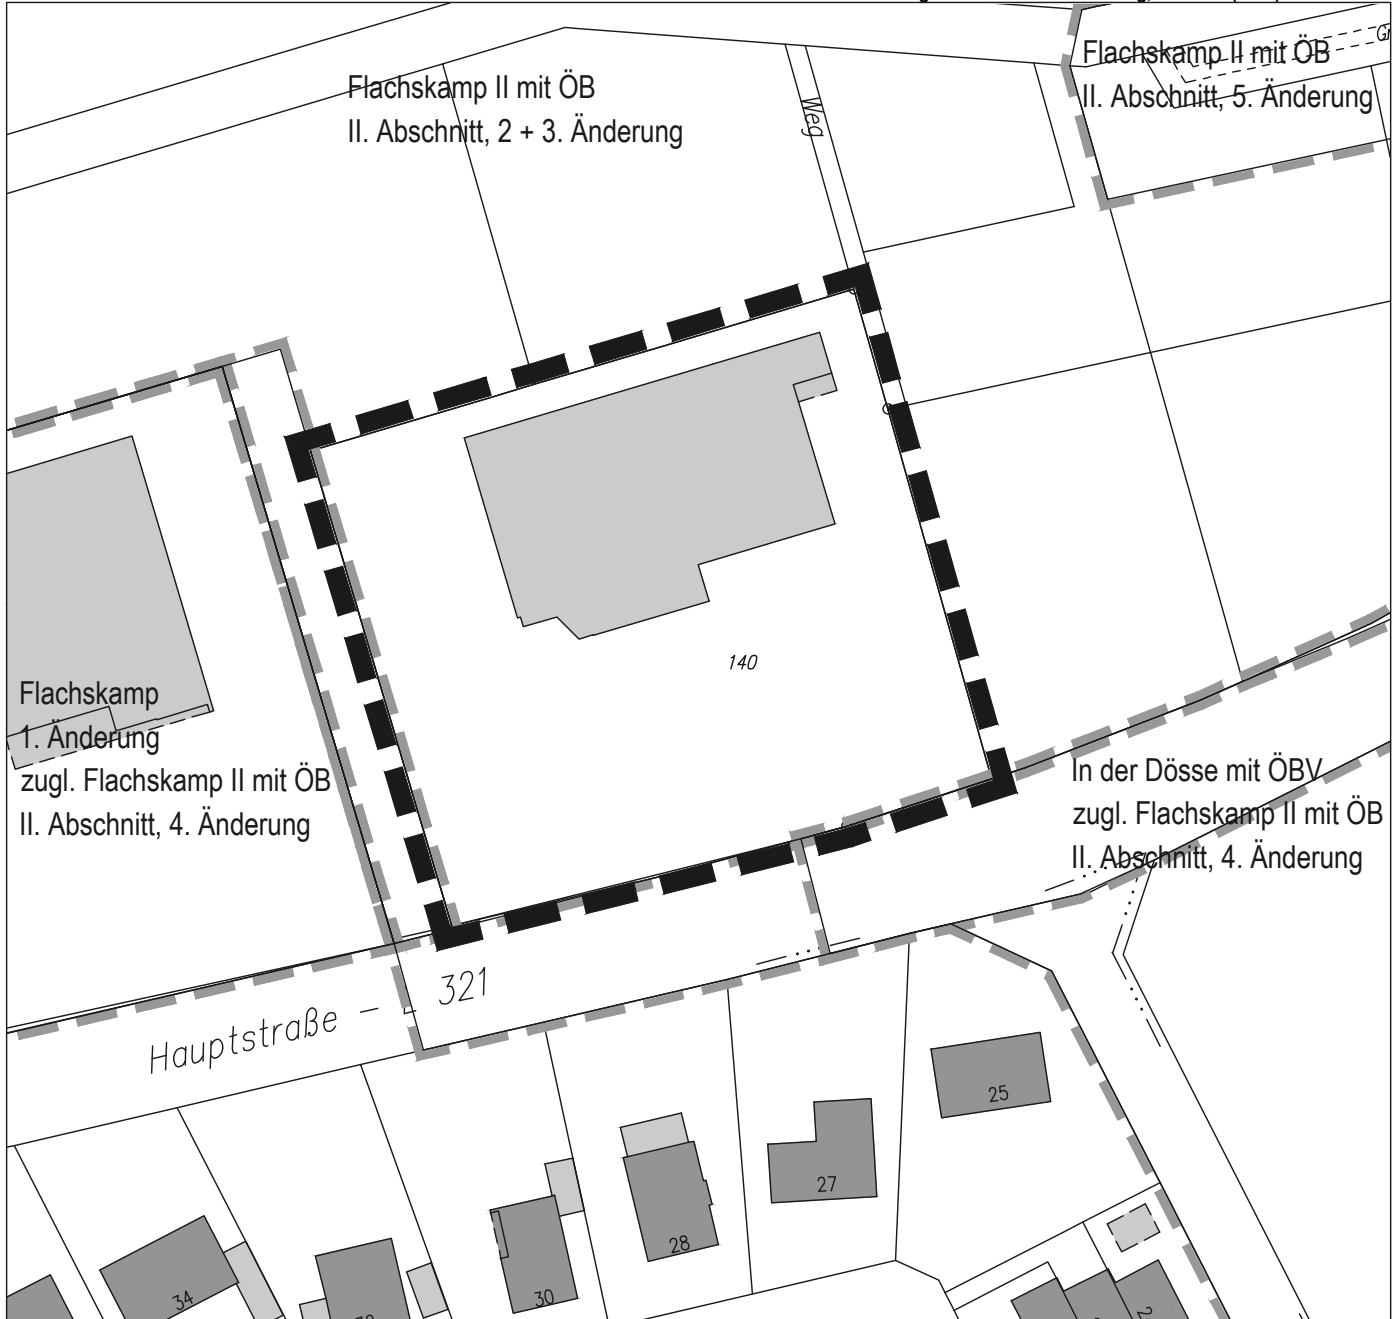 Flachskamp II mit ÖB
II. Abschnitt, 2 + 3. Änderung
Weg
Flachskamp II mit ÖB
II. Abschnitt, 5. Änderung
140
Flachskamp
1. Änderung
zugl. Flachskamp II mit ÖB
II. Abschnitt, 4. Änderung
In der Dösse mit ÖBV
zugl. Flachskamp II mit ÖB
II. Abschnitt, 4. Änderung
Hauptstraße - 321
25
27
28
30
34